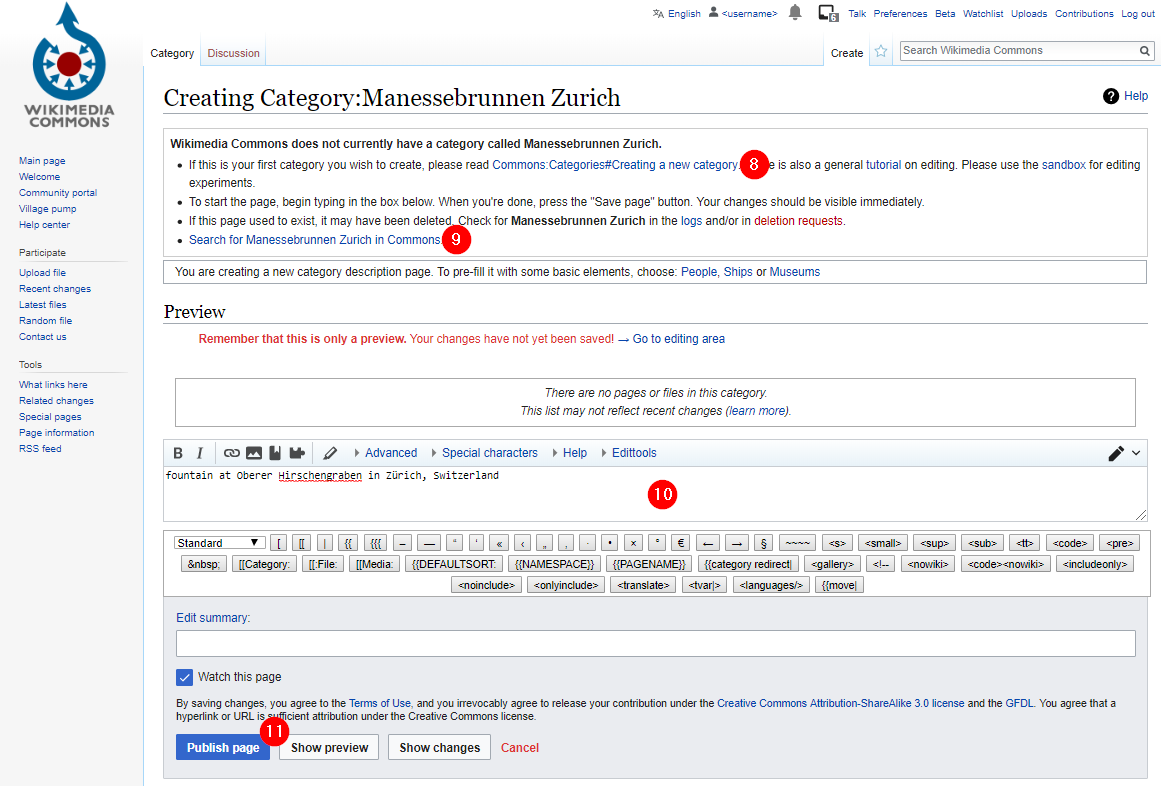 English <username> 6 Talk Preferences Beta Watchlist Uploads Contributions Log out
Category Discussion Create Search Wikimedia Commons
WIKIMEDIA
COMMONS
Main page
Welcome
Community portal
Village pump
Help center
Participate
Upload file
Recent changes
Latest files
Random file
Contact us
Tools
What links here
Related changes
Special pages
Page information
RSS feed
Creating Category:Manessebrunnen Zurich
? Help
Wikimedia Commons does not currently have a category called Manessebrunnen Zurich.
• If this is your first category you wish to create, please read Commons:Categories#Creating a new category. 8 e is also a general tutorial on editing. Please use the sandbox for editing
experiments.
• To start the page, begin typing in the box below. When you're done, press the "Save page" button. Your changes should be visible immediately.
• If this page used to exist, it may have been deleted. Check for Manessebrunnen Zurich in the logs and/or in deletion requests.
• Search for Manessebrunnen Zurich in Commons. 9
You are creating a new category description page. To pre-fill it with some basic elements, choose: People, Ships or Museums
Preview
Remember that this is only a preview. Your changes have not yet been saved! → Go to editing area
There are no pages or files in this category.
This list may not reflect recent changes (learn more).
B I Advanced Special characters Help Edittools
fountain at Oberer Hirschengraben in Zürich, Switzerland
10
Standard ▼ [ [[ | {{ {{{ – — “ ‘ « ‹ „ ‚ · • × ° € ← → § ~~~~ <s> <small> <sup> <sub> <tt> <code> <pre>
&nbsp; [[Category: [[:File: [[Media: {{DEFAULTSORT: {{NAMESPACE}} {{PAGENAME}} {{category redirect| <gallery> <!-- <nowiki> <code><nowiki> <includeonly>
<noinclude> <onlyinclude> <translate> <tvar|> <languages/> {{move|
Edit summary:
Watch this page
By saving changes, you agree to the Terms of Use, and you irrevocably agree to release your contribution under the Creative Commons Attribution-ShareAlike 3.0 license and the GFDL. You agree that a
hyperlink or URL is sufficient attribution under the Creative Commons license.
11
Publish page Show preview Show changes Cancel